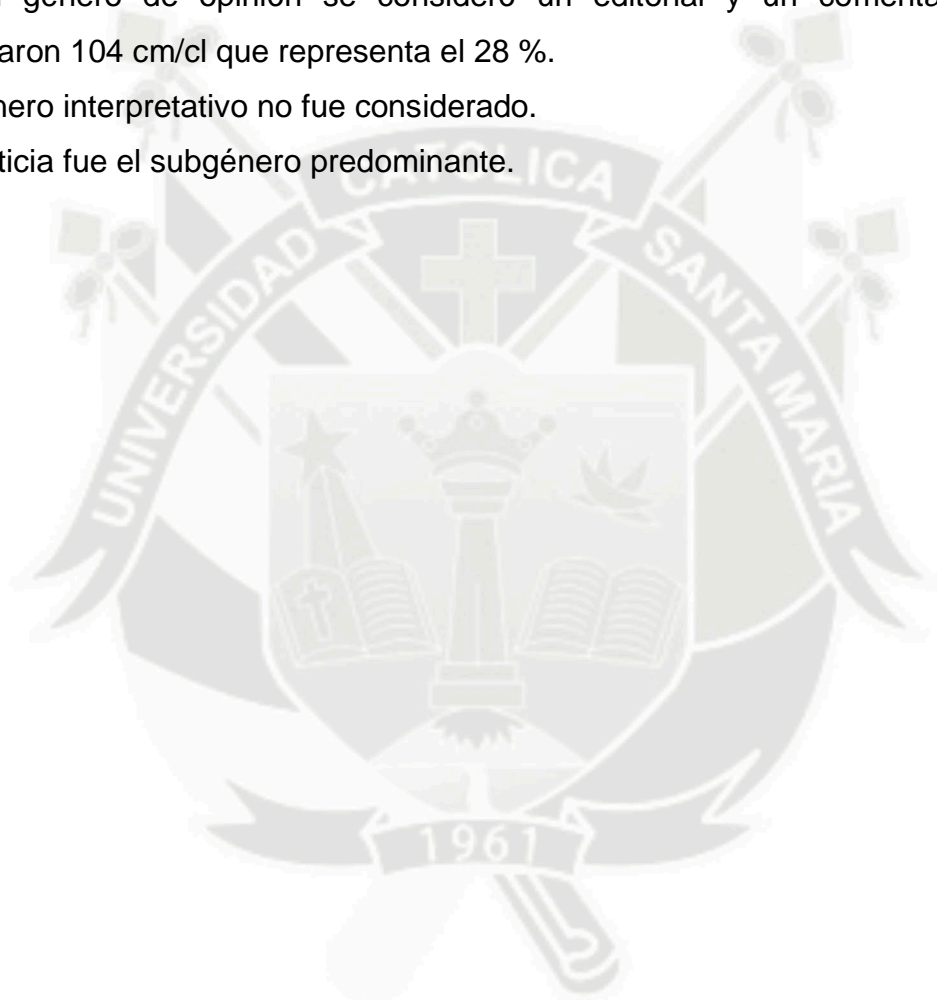 género de opinión se consideró un editorial y un
aron 104 cm/cl que representa el 28 %.
nero interpretativo no fue considerado.
ticia fue el subgénero predominante.
UNIVERSIDAD CATOLICA SANTA MARIA
1961